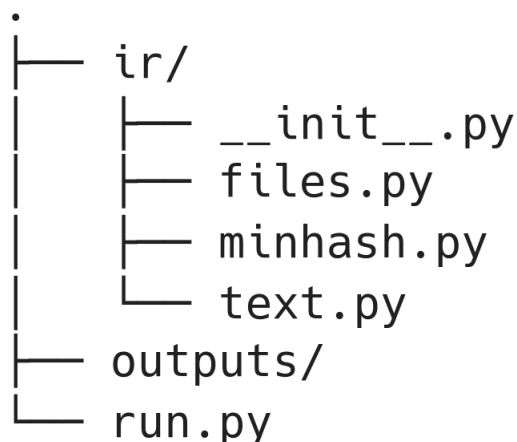 .
├── ir/
│   ├── __init__.py
│   ├── files.py
│   ├── minhash.py
│   └── text.py
├── outputs/
└── run.py